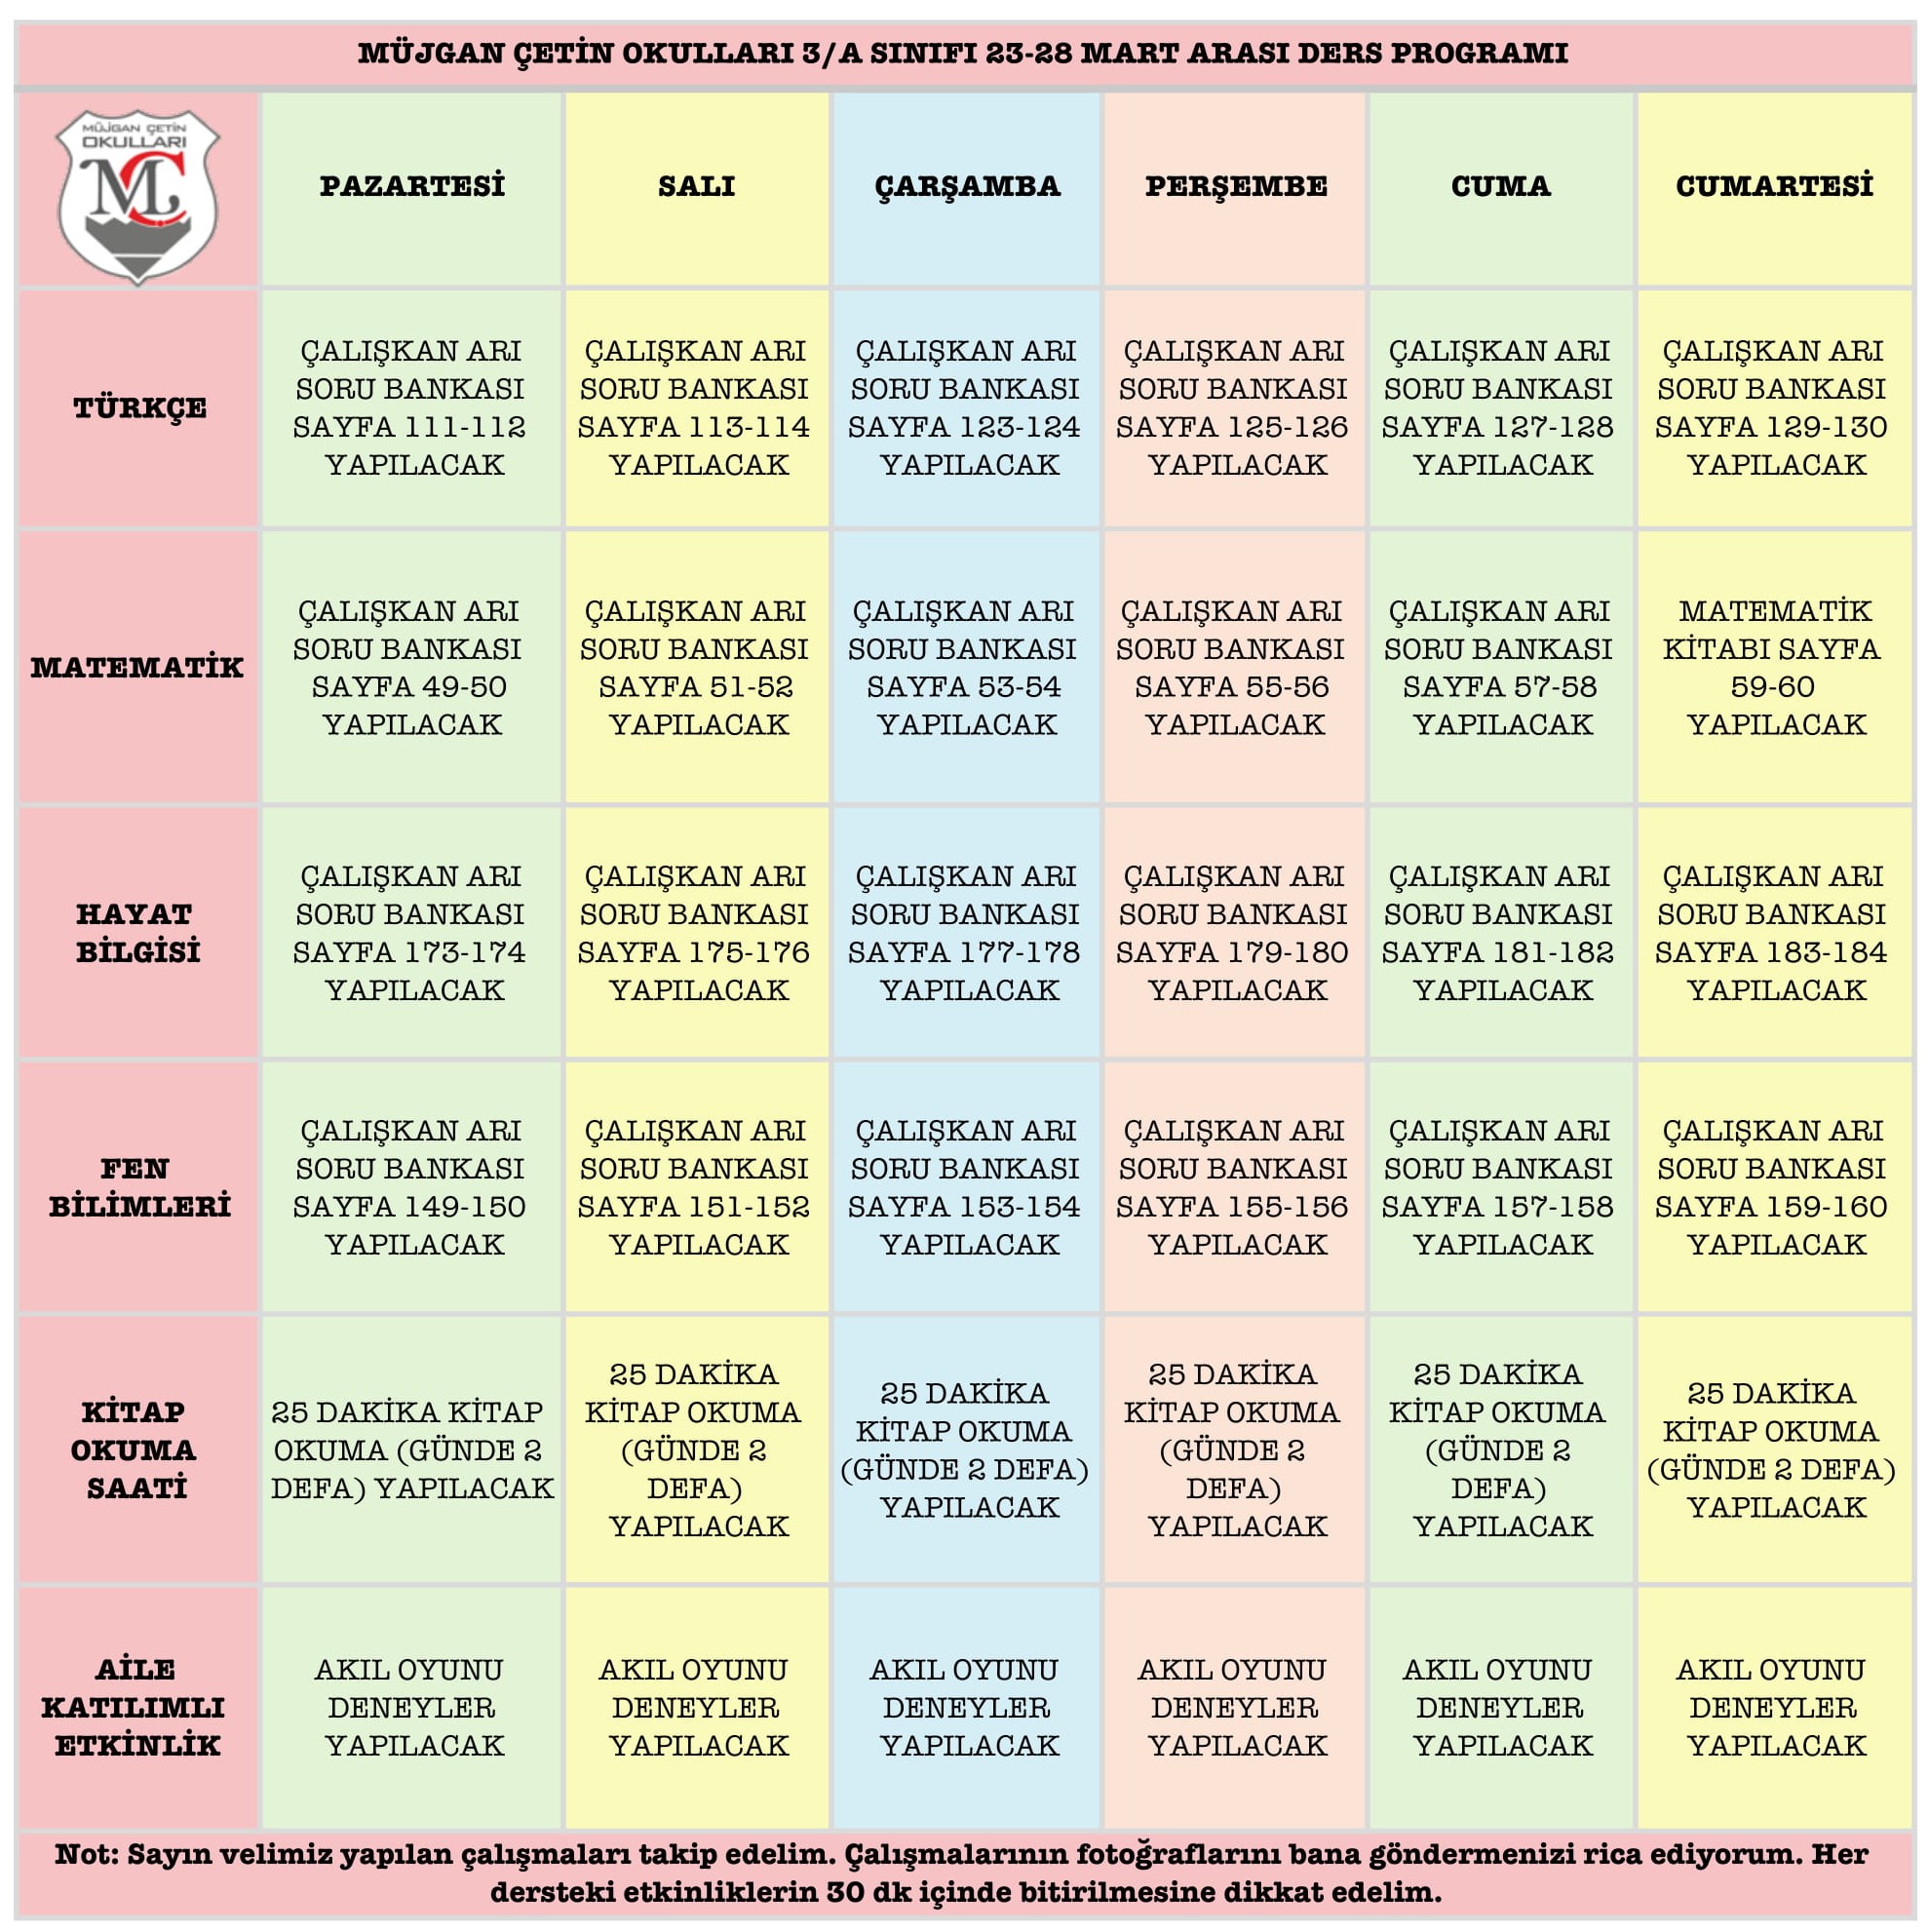 MÜJGAN ÇETİN OKULLARI 3/A SINIFI 23-28 MART ARASI DERS PROGRAMI
MÜJGAN ÇETİN
OKULLARI
MÇ
PAZARTESİ
SALI
ÇARŞAMBA
PERŞEMBE
CUMA
CUMARTESİ
TÜRKÇE
ÇALIŞKAN ARI
SORU BANKASI
SAYFA 111-112
YAPILACAK
ÇALIŞKAN ARI
SORU BANKASI
SAYFA 113-114
YAPILACAK
ÇALIŞKAN ARI
SORU BANKASI
SAYFA 123-124
YAPILACAK
ÇALIŞKAN ARI
SORU BANKASI
SAYFA 125-126
YAPILACAK
ÇALIŞKAN ARI
SORU BANKASI
SAYFA 127-128
YAPILACAK
ÇALIŞKAN ARI
SORU BANKASI
SAYFA 129-130
YAPILACAK
MATEMATİK
ÇALIŞKAN ARI
SORU BANKASI
SAYFA 49-50
YAPILACAK
ÇALIŞKAN ARI
SORU BANKASI
SAYFA 51-52
YAPILACAK
ÇALIŞKAN ARI
SORU BANKASI
SAYFA 53-54
YAPILACAK
ÇALIŞKAN ARI
SORU BANKASI
SAYFA 55-56
YAPILACAK
ÇALIŞKAN ARI
SORU BANKASI
SAYFA 57-58
YAPILACAK
MATEMATİK
KİTABI SAYFA
59-60
YAPILACAK
HAYAT
BİLGİSİ
ÇALIŞKAN ARI
SORU BANKASI
SAYFA 173-174
YAPILACAK
ÇALIŞKAN ARI
SORU BANKASI
SAYFA 175-176
YAPILACAK
ÇALIŞKAN ARI
SORU BANKASI
SAYFA 177-178
YAPILACAK
ÇALIŞKAN ARI
SORU BANKASI
SAYFA 179-180
YAPILACAK
ÇALIŞKAN ARI
SORU BANKASI
SAYFA 181-182
YAPILACAK
ÇALIŞKAN ARI
SORU BANKASI
SAYFA 183-184
YAPILACAK
FEN
BİLİMLERİ
ÇALIŞKAN ARI
SORU BANKASI
SAYFA 149-150
YAPILACAK
ÇALIŞKAN ARI
SORU BANKASI
SAYFA 151-152
YAPILACAK
ÇALIŞKAN ARI
SORU BANKASI
SAYFA 153-154
YAPILACAK
ÇALIŞKAN ARI
SORU BANKASI
SAYFA 155-156
YAPILACAK
ÇALIŞKAN ARI
SORU BANKASI
SAYFA 157-158
YAPILACAK
ÇALIŞKAN ARI
SORU BANKASI
SAYFA 159-160
YAPILACAK
KİTAP
OKUMA
SAATİ
25 DAKİKA KİTAP
OKUMA (GÜNDE 2
DEFA) YAPILACAK
25 DAKİKA
KİTAP OKUMA
(GÜNDE 2
DEFA)
YAPILACAK
25 DAKİKA
KİTAP OKUMA
(GÜNDE 2 DEFA)
YAPILACAK
25 DAKİKA
KİTAP OKUMA
(GÜNDE 2
DEFA)
YAPILACAK
25 DAKİKA
KİTAP OKUMA
(GÜNDE 2
DEFA)
YAPILACAK
25 DAKİKA
KİTAP OKUMA
(GÜNDE 2 DEFA)
YAPILACAK
AİLE
KATILIMLI
ETKİNLİK
AKIL OYUNU
DENEYLER
YAPILACAK
AKIL OYUNU
DENEYLER
YAPILACAK
AKIL OYUNU
DENEYLER
YAPILACAK
AKIL OYUNU
DENEYLER
YAPILACAK
AKIL OYUNU
DENEYLER
YAPILACAK
AKIL OYUNU
DENEYLER
YAPILACAK
Not: Sayın velimiz yapılan çalışmaları takip edelim. Çalışmalarının fotoğraflarını bana göndermenizi rica ediyorum. Her
dersteki etkinliklerin 30 dk içinde bitirilmesine dikkat edelim.